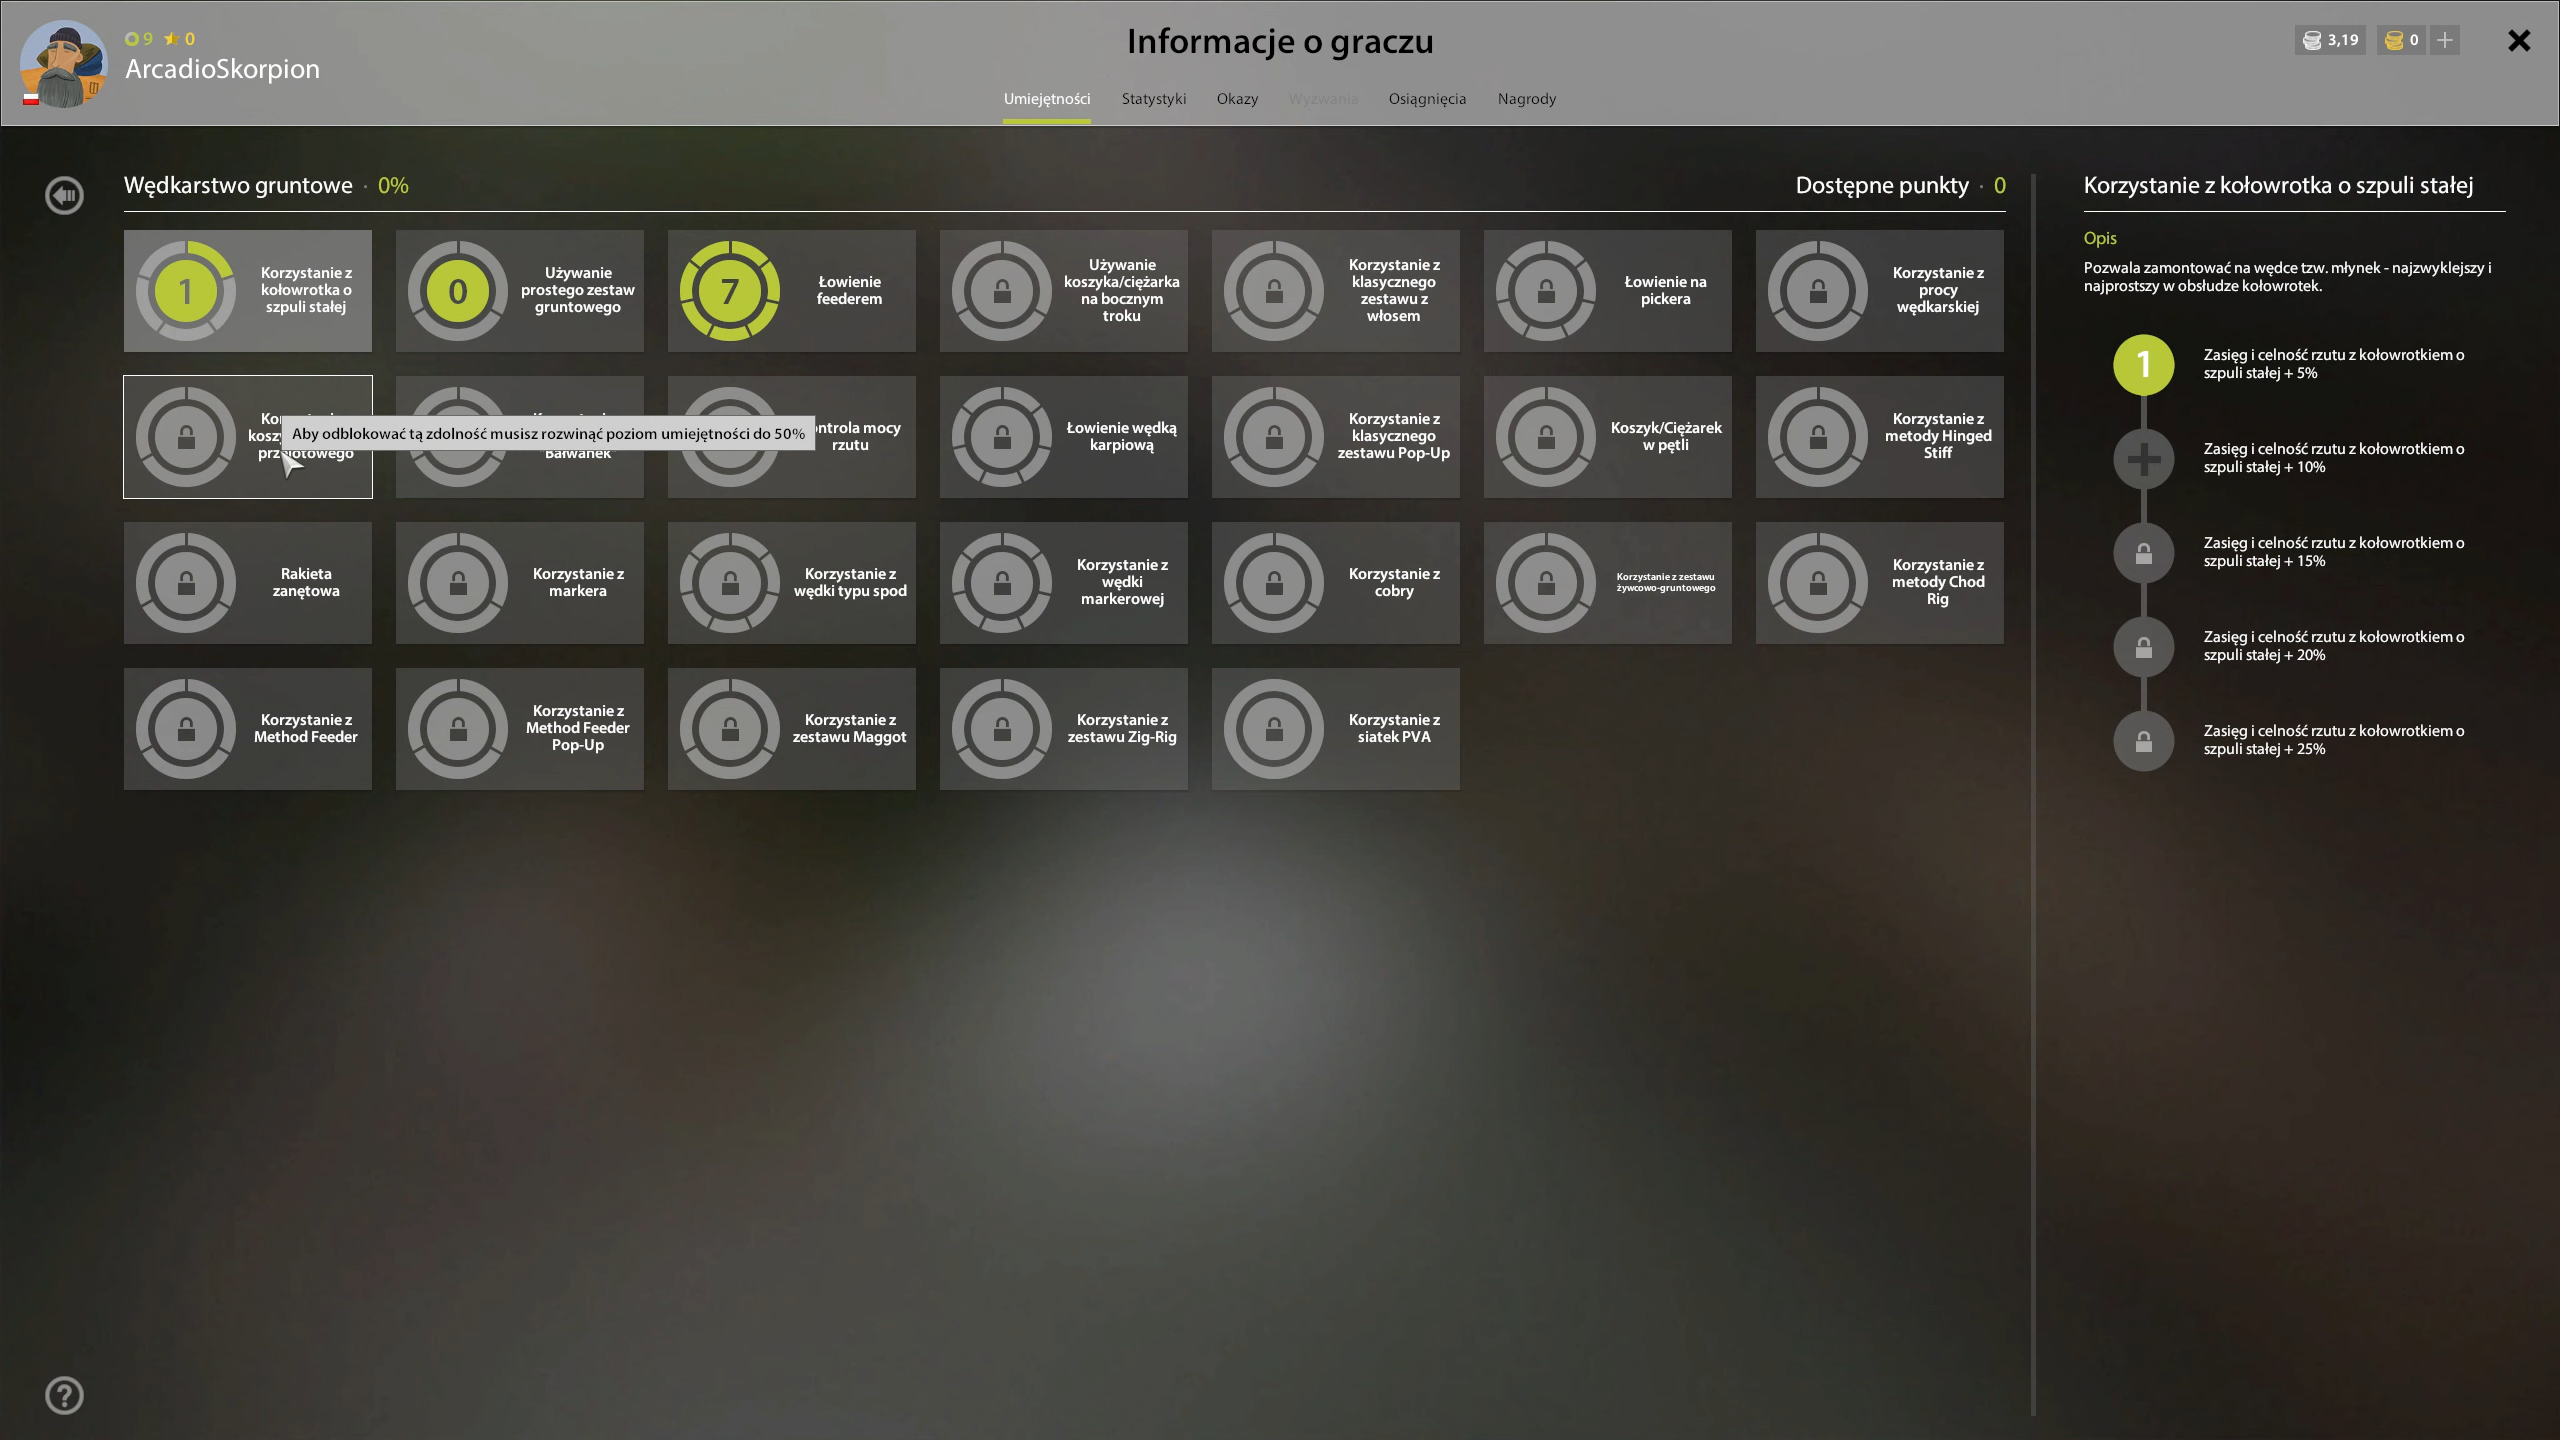 9 0
ArcadioSkorpion
Informacje o graczu
3,19
0
Umiejętności Statystyki Okazy Wyzwania Osiągnięcia Nagrody
Wędkarstwo gruntowe · 0%
Dostępne punkty · 0
1
Korzystanie z
kołowrotka o
szpuli stałej
0
Używanie
prostego zestaw
gruntowego
7
Łowienie
feederem
Używanie
koszyka/ciężarka
na bocznym
troku
Korzystanie z
klasycznego
zestawu z
włosem
Łowienie na
pickera
Korzystanie z
procy
wędkarskiej
Aby odblokować tą zdolność musisz rozwinąć poziom umiejętności do 50%
Bałwanek
mocy
rzutu
Łowienie wędką
karpiową
Korzystanie z
klasycznego
zestawu Pop-Up
Koszyk/Ciężarek
w pętli
Korzystanie z
metody Hinged
Stiff
Rakieta
zanętowa
Korzystanie z
markera
Korzystanie z
wędki typu spod
Korzystanie z
wędki
markerowej
Korzystanie z
cobry
Korzystanie z zestawu
żywcowo-gruntowego
Korzystanie z
metody Chod
Rig
Korzystanie z
Method Feeder
Korzystanie z
Method Feeder
Pop-Up
Korzystanie z
zestawu Maggot
Korzystanie z
zestawu Zig-Rig
Korzystanie z
siatek PVA
Korzystanie z kołowrotka o szpuli stałej
Opis
Pozwala zamontować na wędce tzw. młynek - najzwyklejszy i
najprostszy w obsłudze kołowrotek.
1
Zasięg i celność rzutu z kołowrotkiem o
szpuli stałej + 5%
Zasięg i celność rzutu z kołowrotkiem o
szpuli stałej + 10%
Zasięg i celność rzutu z kołowrotkiem o
szpuli stałej + 15%
Zasięg i celność rzutu z kołowrotkiem o
szpuli stałej + 20%
Zasięg i celność rzutu z kołowrotkiem o
szpuli stałej + 25%